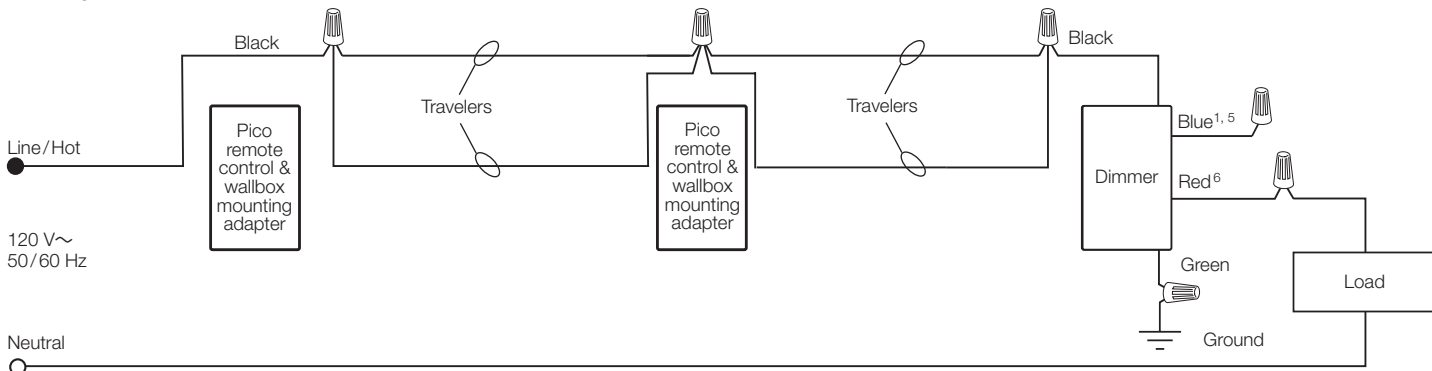 Black
Black
Travelers
Travelers
Line/Hot
Pico
remote
control &
wallbox
mounting
adapter
Pico
remote
control &
wallbox
mounting
adapter
Dimmer
Blue1, 5
Red6
120 V~
50/60 Hz
Green
Load
Ground
Neutral